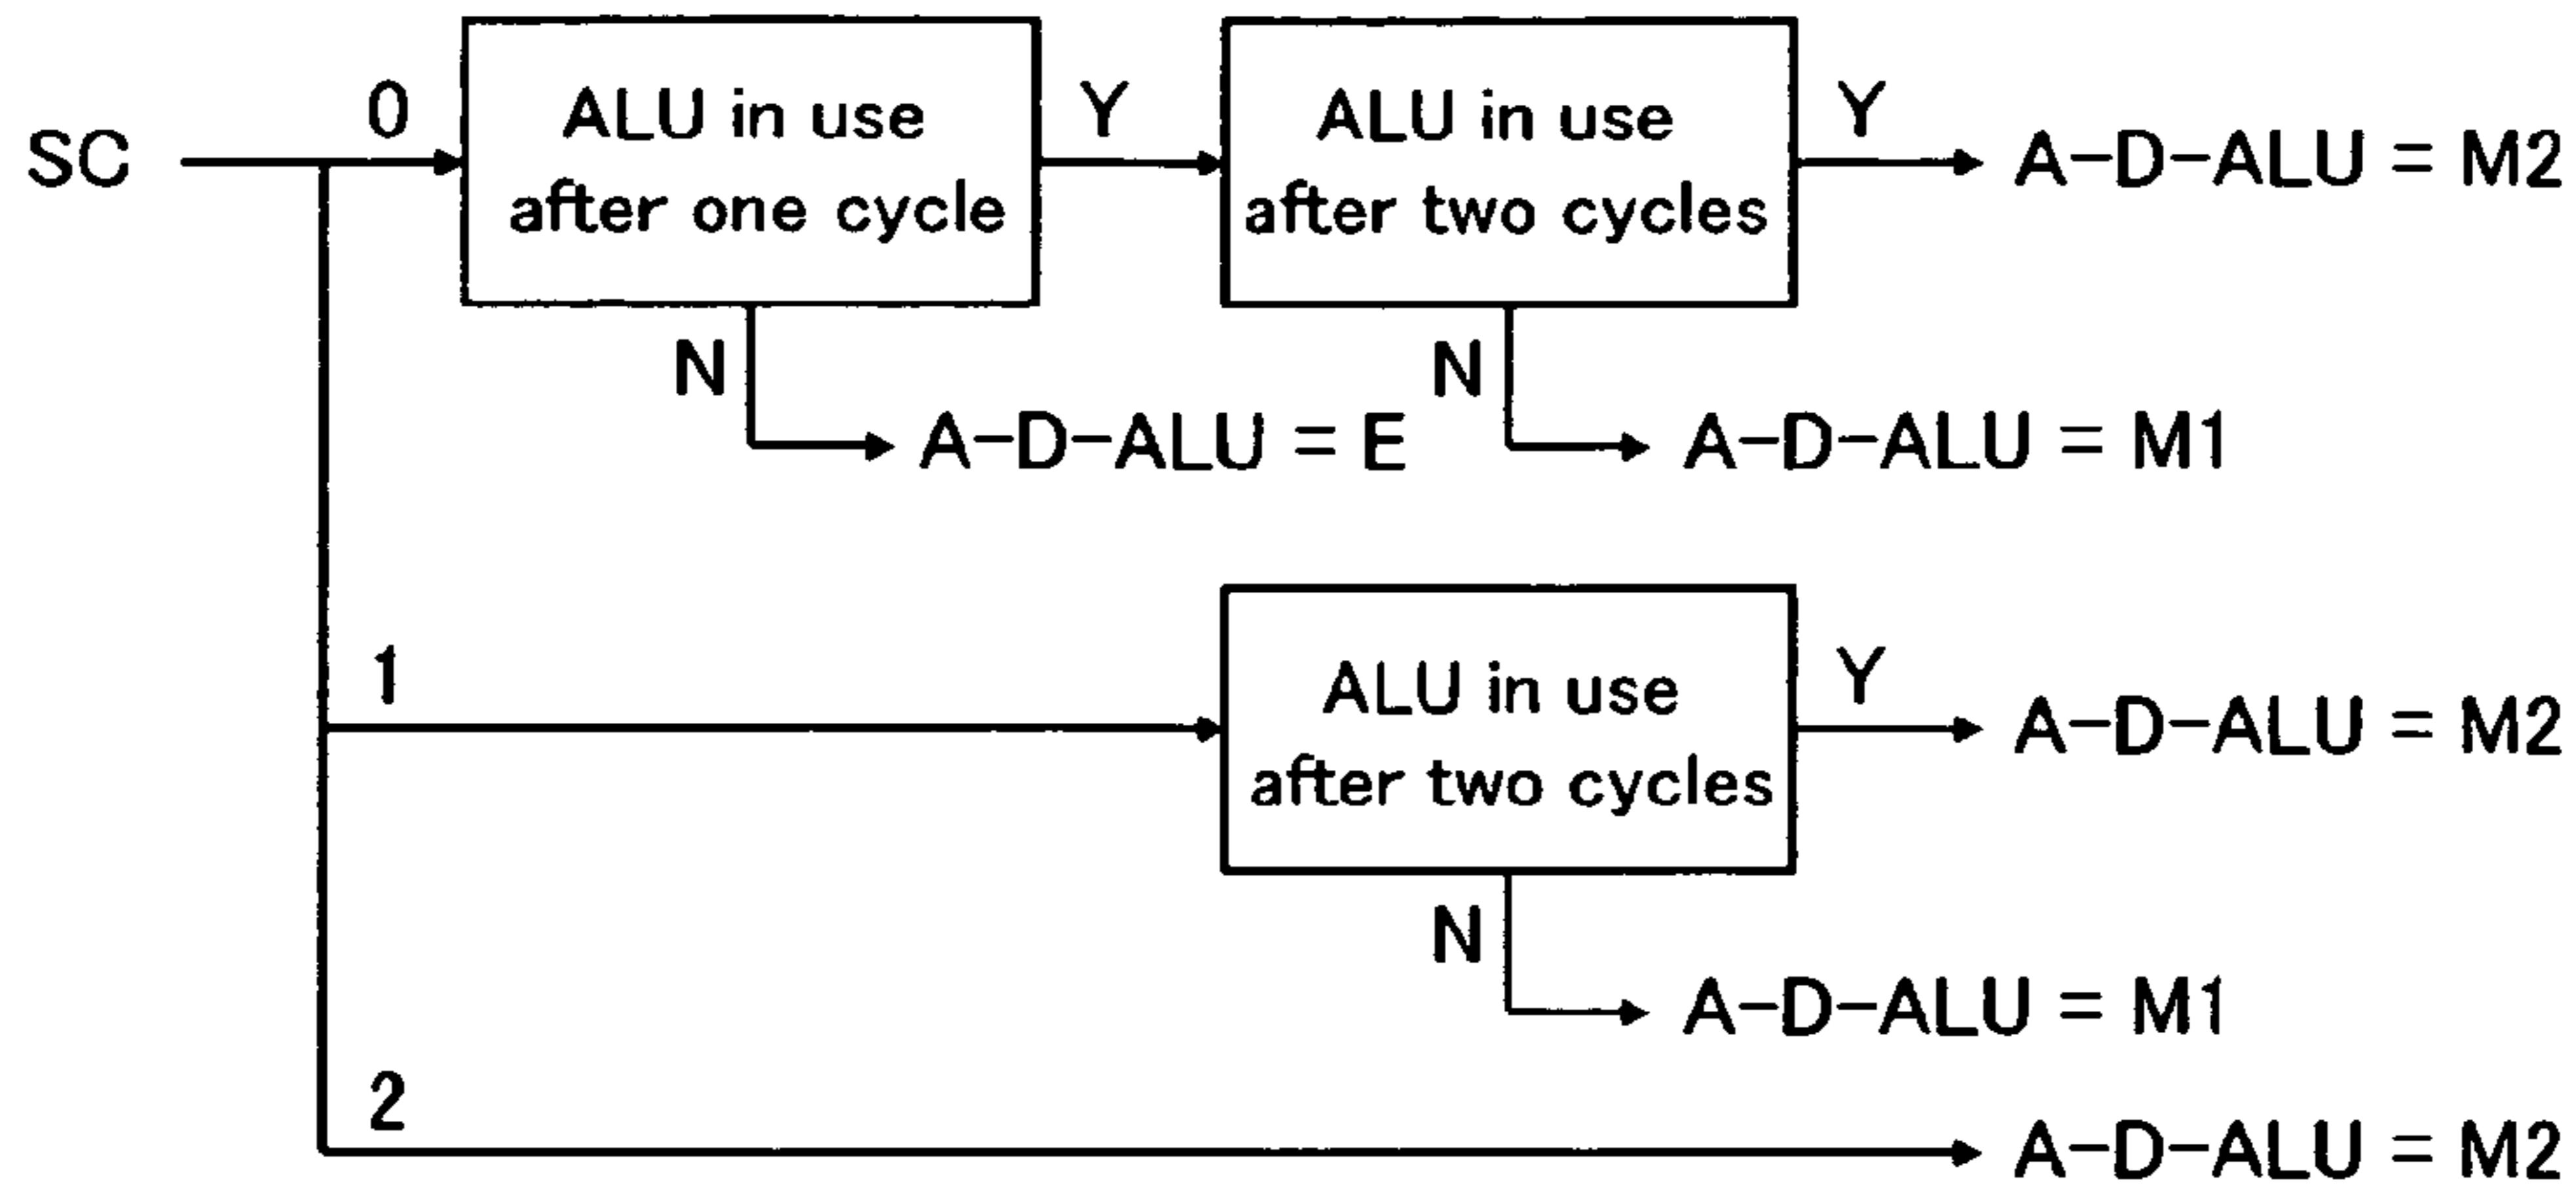 SC
0
ALU in use
after one cycle
Y
ALU in use
after two cycles
Y
A-D-ALU = M2
N
A-D-ALU = E
N
A-D-ALU = M1
1
ALU in use
after two cycles
Y
A-D-ALU = M2
N
A-D-ALU = M1
2
A-D-ALU = M2